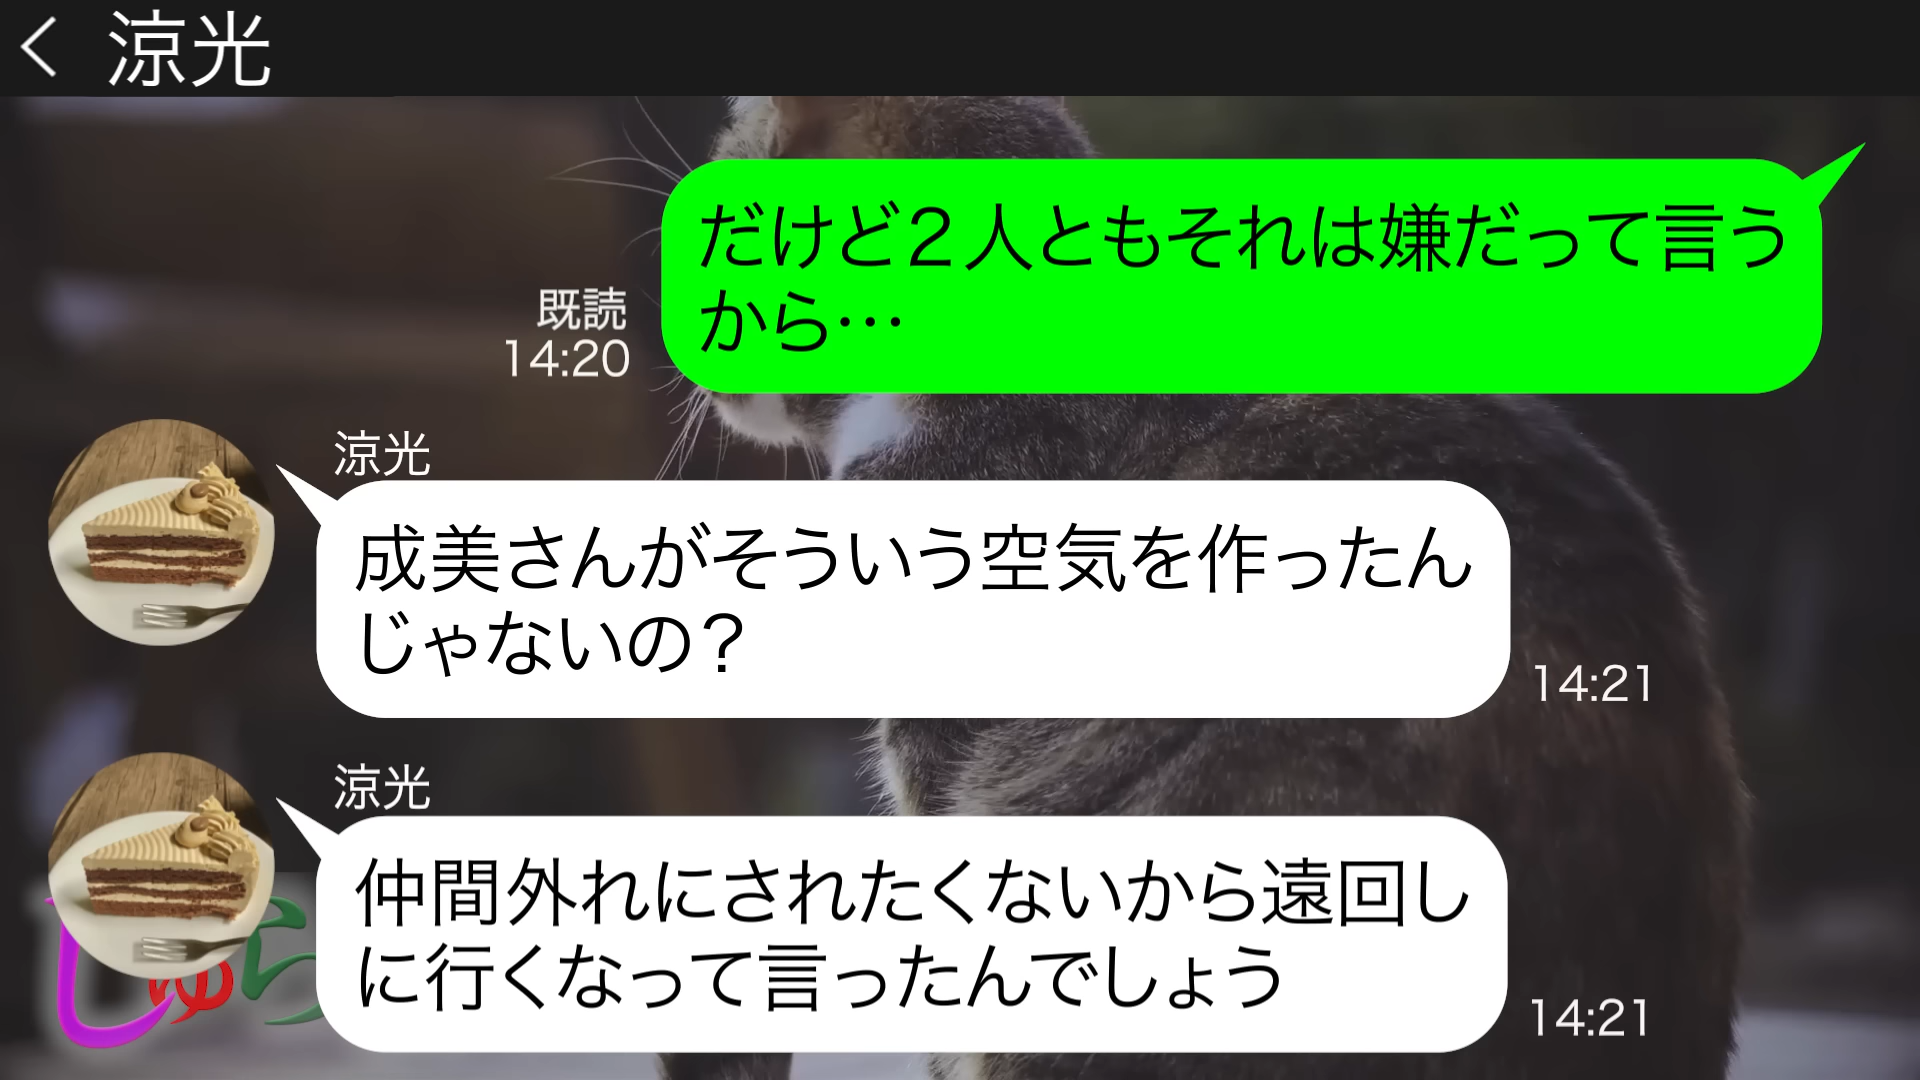 涼光
だけど２人ともそれは嫌だって言う
から…
既読
14:20
涼光
成美さんがそういう空気を作ったん
じゃないの？
14:21
涼光
仲間外れにされたくないから遠回し
に行くなって言ったんでしょう
14:21
しゅら